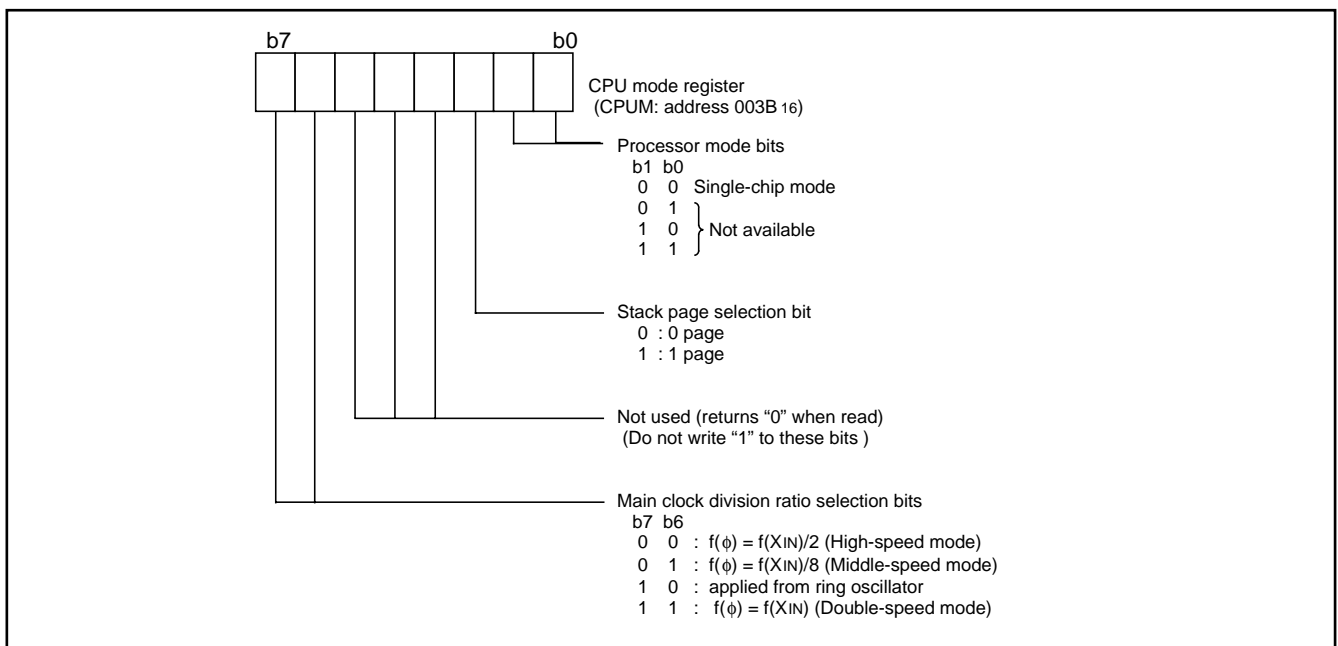 b7 b0
CPU mode register
(CPUM: address 003B 16)
Processor mode bits
b1 b0
0 0 Single-chip mode
0 1
1 0 Not available
1 1
Stack page selection bit
0 : 0 page
1 : 1 page
Not used (returns “0” when read)
(Do not write “1” to these bits )
Main clock division ratio selection bits
b7 b6
0 0 : f(ϕ) = f(XIN)/2 (High-speed mode)
0 1 : f(ϕ) = f(XIN)/8 (Middle-speed mode)
1 0 : applied from ring oscillator
1 1 : f(ϕ) = f(XIN) (Double-speed mode)